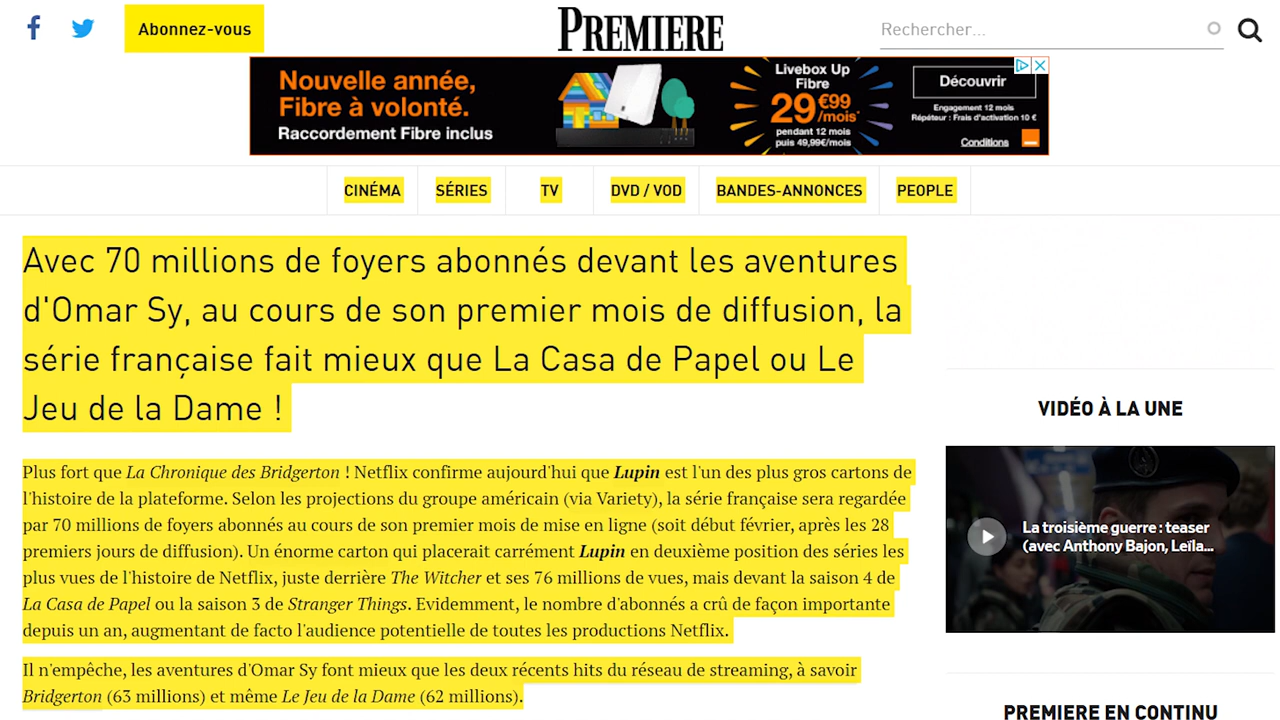 Abonnez-vous
PREMIERE
Rechercher...
Nouvelle année,
Fibre à volonté.
Raccordement Fibre inclus
Livebox Up
Fibre
29€99
/mois*
pendant 12 mois
puis 49,99€/mois
Découvrir
Engagement 12 mois
Répéteur : Frais d'activation 10 €
Conditions
CINÉMA
SÉRIES
TV
DVD / VOD
BANDES-ANNONCES
PEOPLE
Avec 70 millions de foyers abonnés devant les aventures
d'Omar Sy, au cours de son premier mois de diffusion, la
série française fait mieux que La Casa de Papel ou Le
Jeu de la Dame !
Plus fort que La Chronique des Bridgerton ! Netflix confirme aujourd'hui que Lupin est l'un des plus gros cartons de
l'histoire de la plateforme. Selon les projections du groupe américain (via Variety), la série française sera regardée
par 70 millions de foyers abonnés au cours de son premier mois de mise en ligne (soit début février, après les 28
premiers jours de diffusion). Un énorme carton qui placerait carrément Lupin en deuxième position des séries les
plus vues de l'histoire de Netflix, juste derrière The Witcher et ses 76 millions de vues, mais devant la saison 4 de
La Casa de Papel ou la saison 3 de Stranger Things. Evidemment, le nombre d'abonnés a crû de façon importante
depuis un an, augmentant de facto l'audience potentielle de toutes les productions Netflix.
Il n'empêche, les aventures d'Omar Sy font mieux que les deux récents hits du réseau de streaming, à savoir
Bridgerton (63 millions) et même Le Jeu de la Dame (62 millions).
VIDÉO À LA UNE
La troisième guerre : teaser
(avec Anthony Bajon, Leïla...
PREMIERE EN CONTINU